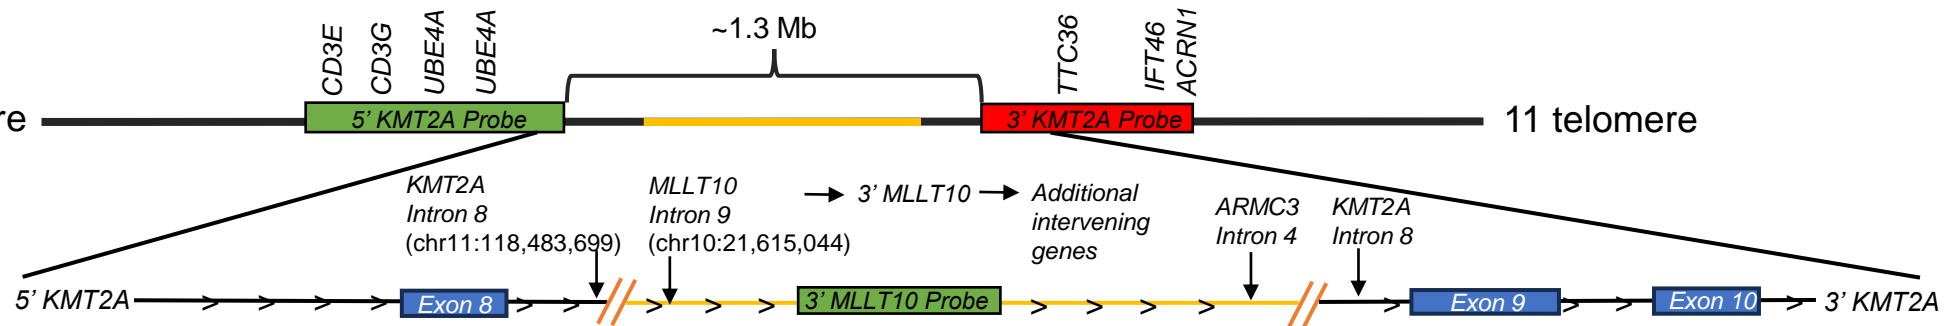 CD3E
CD3G
UBE4A
UBE4A
~1.3 Mb
TTC36
IFT46
ACRN1
re
5’ KMT2A Probe
3’ KMT2A Probe
11 telomere
KMT2A
Intron 8
(chr11:118,483,699)
MLLT10
Intron 9
(chr10:21,615,044)
3’ MLLT10
Additional
intervening
genes
ARMC3
Intron 4
KMT2A
Intron 8
5’ KMT2A
Exon 8
3’ MLLT10 Probe
Exon 9
Exon 10
3’ KMT2A